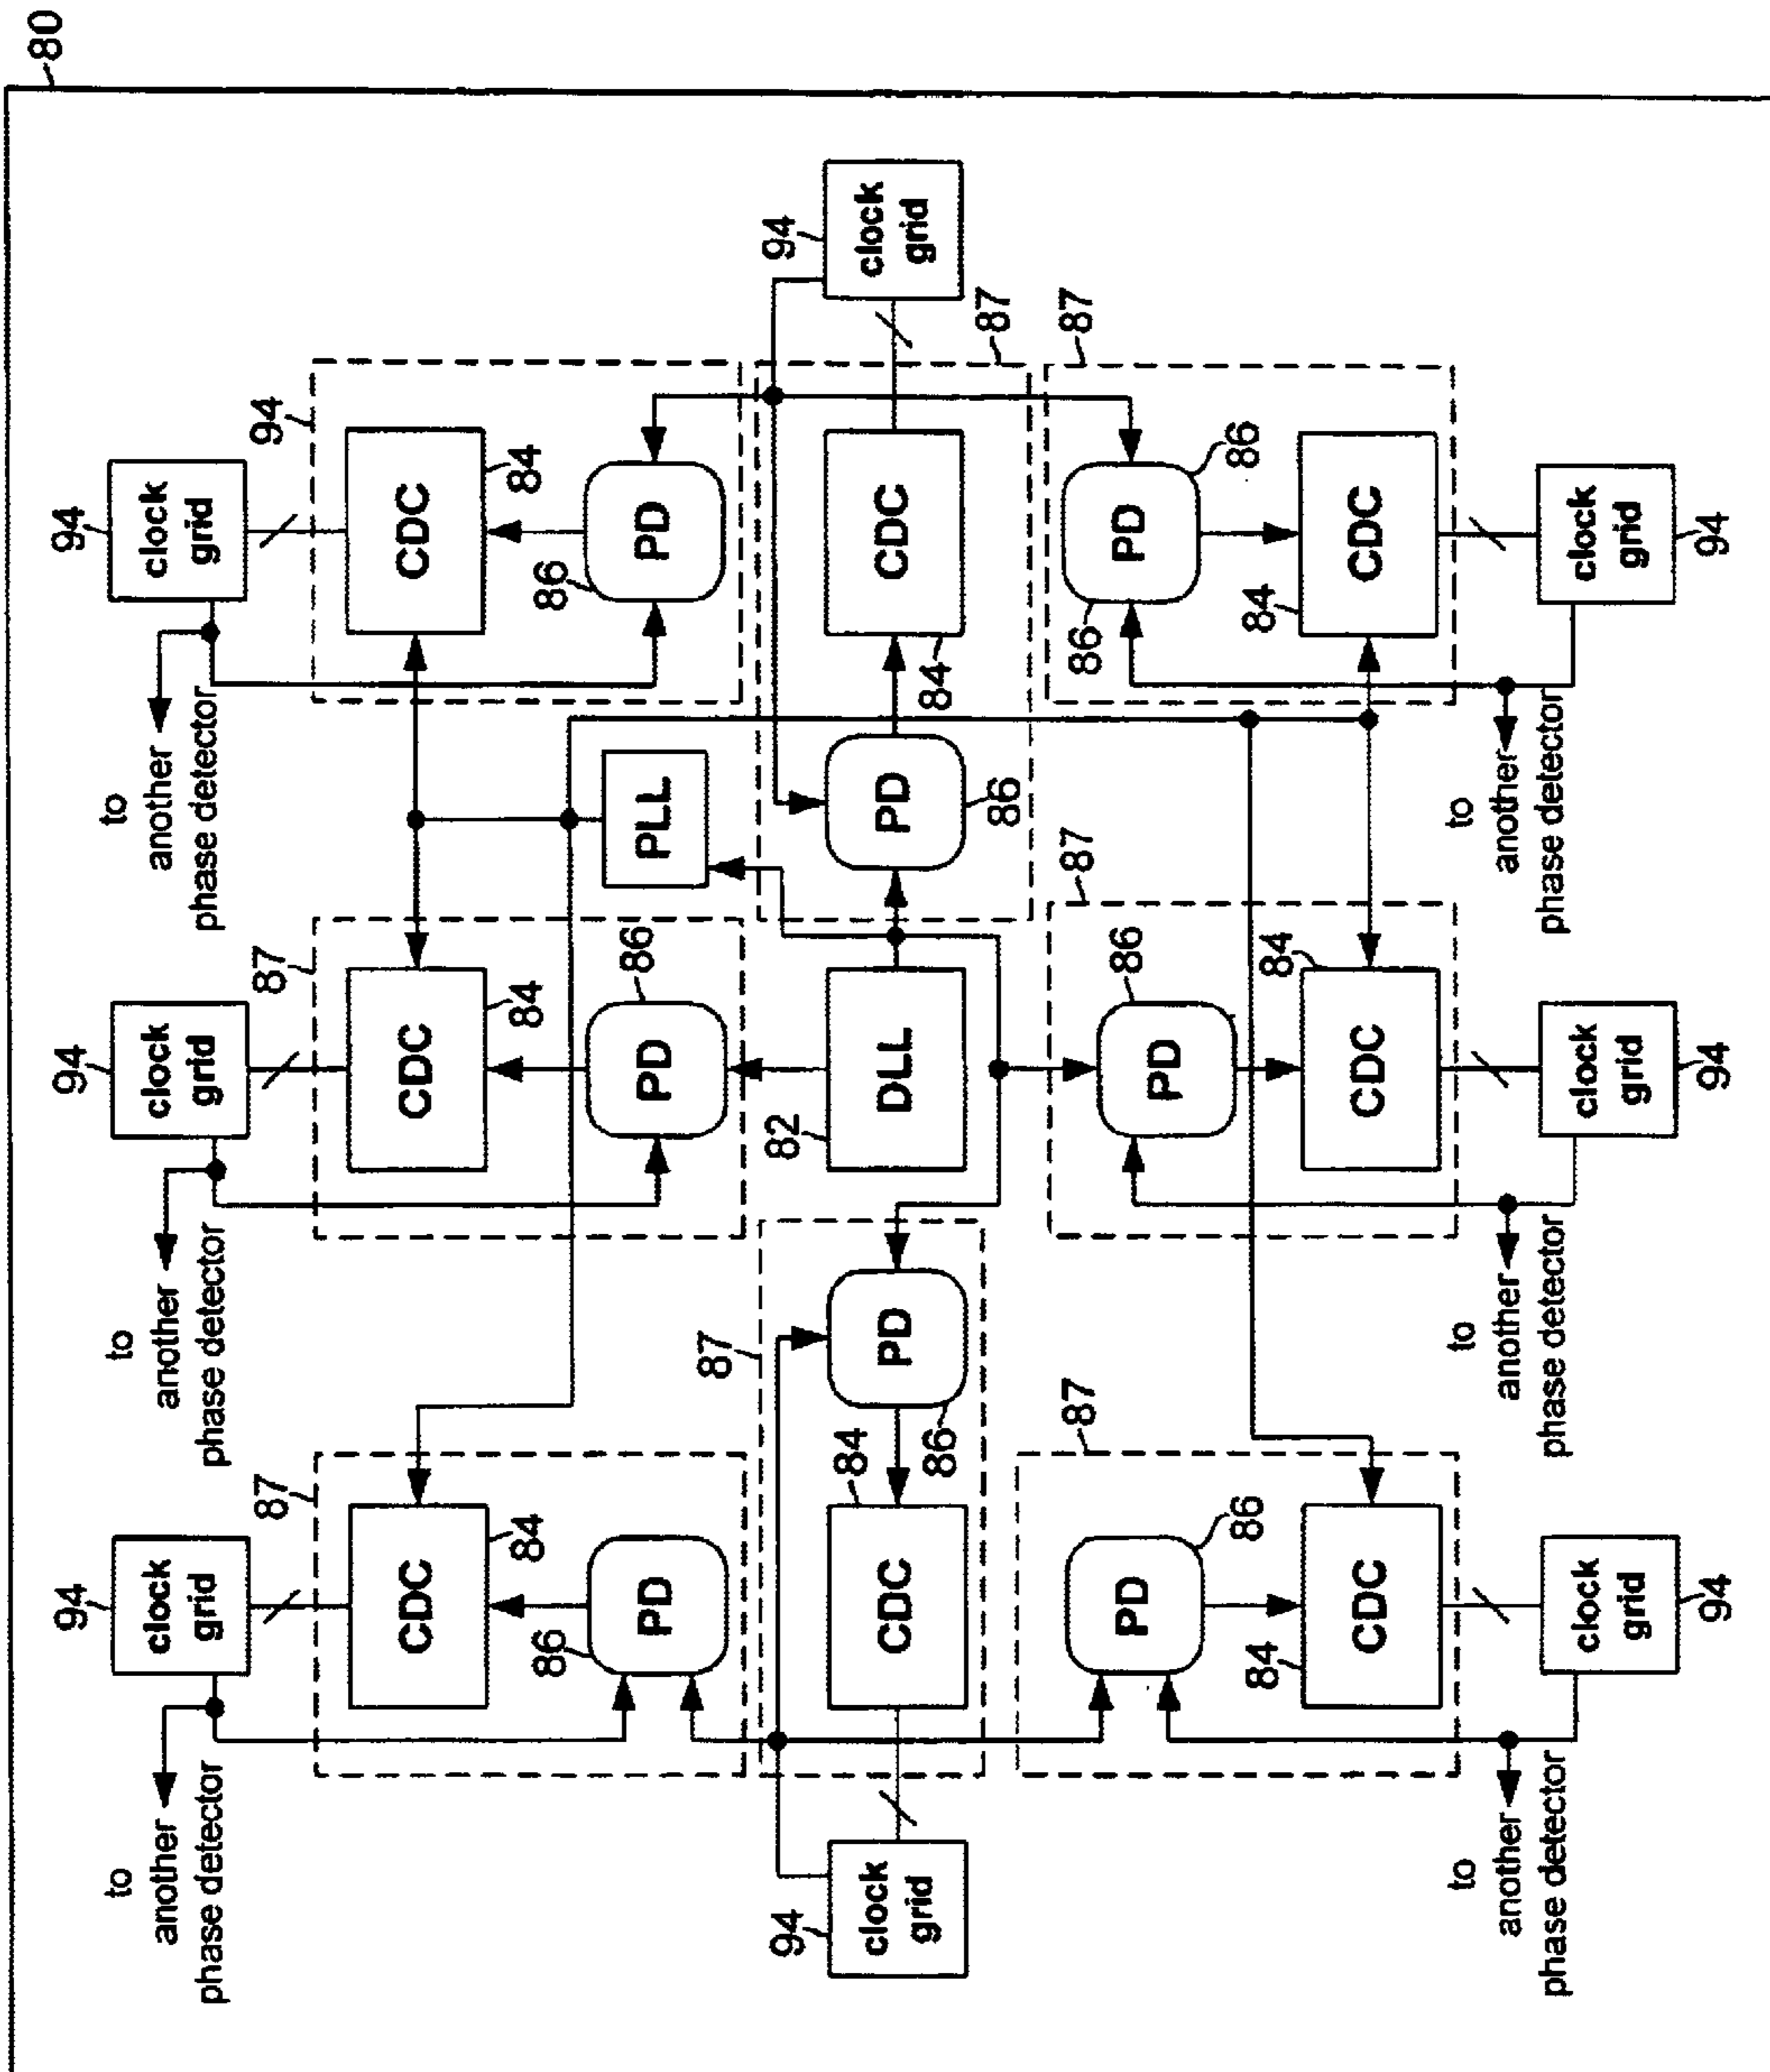 80
94
clock
grid
to
another
phase detector
87
CDC
84
86
PD
94
clock
grid
to
another
phase detector
87
CDC
84
PD
86
94
clock
grid
to
another
phase detector
94
CDC
84
86
PD
PLL
94
clock
grid
87
CDC
84
PD
86
82
DLL
PD
86
87
CDC
84
94
clock
grid
87
PD
86
84
CDC
to
another
phase detector
clock
grid
94
87
PD
86
84
CDC
to
another
phase detector
clock
grid
94
87
PD
86
86
84
CDC
to
another
phase detector
clock
grid
94